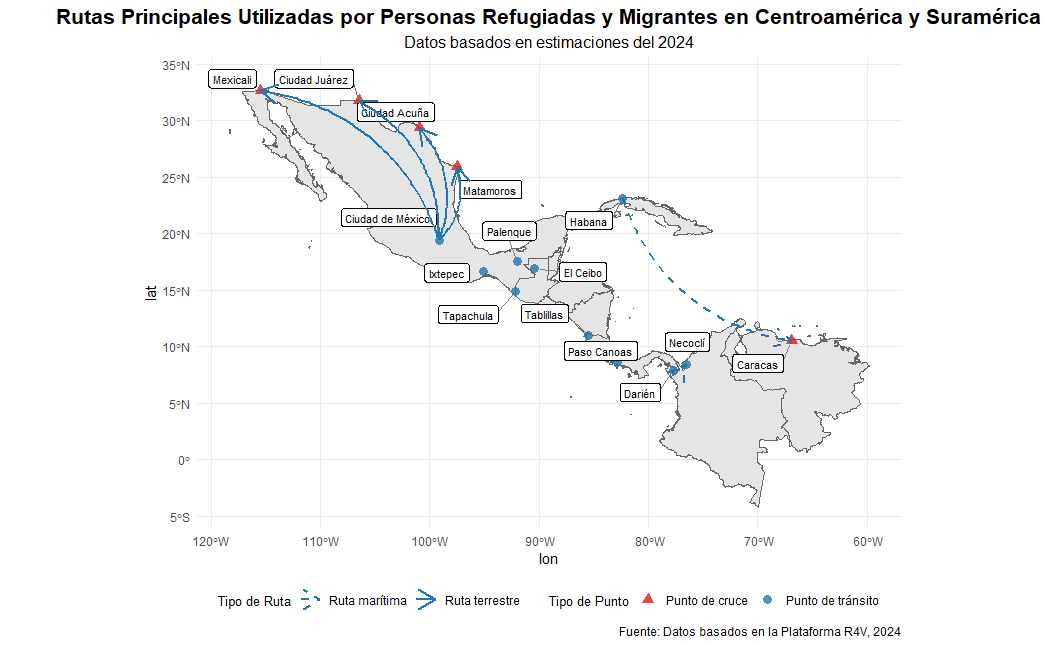 Rutas Principales Utilizadas por Personas Refugiadas y Migrantes en Centroamérica y Suramérica
Datos basados en estimaciones del 2024
35°N
30°N
25°N
20°N
15°N
10°N
5°N
0°
5°S
lat
Mexicali
Ciudad Juárez
Ciudad Acuña
Matamoros
Ciudad de México
Palenque
Habana
Ixtepec
El Ceibo
Tapachula
Tablillas
Necoclí
Paso Canoas
Caracas
Darién
120°W
110°W
100°W
90°W
80°W
70°W
60°W
lon
Tipo de Ruta
Ruta marítima
Ruta terrestre
Tipo de Punto
Punto de cruce
Punto de tránsito
Fuente: Datos basados en la Plataforma R4V, 2024